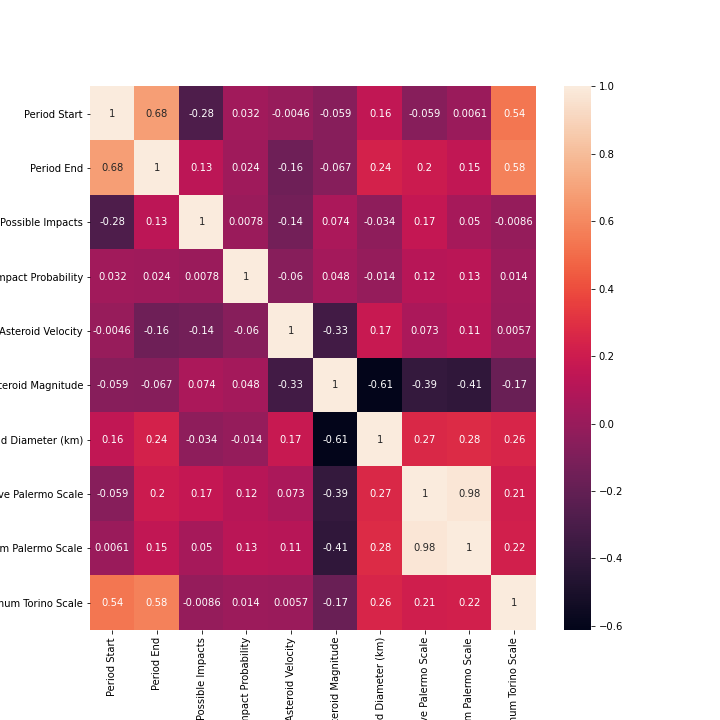 Period Start 1 0.68 -0.28 0.032 -0.0046 -0.059 0.16 -0.059 0.0061 0.54
Period End 0.68 1 0.13 0.024 -0.16 -0.067 0.24 0.2 0.15 0.58
Possible Impacts -0.28 0.13 1 0.0078 -0.14 0.074 -0.034 0.17 0.05 -0.0086
mpact Probability 0.032 0.024 0.0078 1 -0.06 0.048 -0.014 0.12 0.13 0.014
Asteroid Velocity -0.0046 -0.16 -0.14 -0.06 1 -0.33 0.17 0.073 0.11 0.0057
teroid Magnitude -0.059 -0.067 0.074 0.048 -0.33 1 -0.61 -0.39 -0.41 -0.17
d Diameter (km) 0.16 0.24 -0.034 -0.014 0.17 -0.61 1 0.27 0.28 0.26
ve Palermo Scale -0.059 0.2 0.17 0.12 0.073 -0.39 0.27 1 0.98 0.21
m Palermo Scale 0.0061 0.15 0.05 0.13 0.11 -0.41 0.28 0.98 1 0.22
num Torino Scale 0.54 0.58 -0.0086 0.014 0.0057 -0.17 0.26 0.21 0.22 1
Period Start
Period End
Possible Impacts
mpact Probability
Asteroid Velocity
teroid Magnitude
d Diameter (km)
ve Palermo Scale
m Palermo Scale
num Torino Scale
1.0
0.8
0.6
0.4
0.2
0.0
−0.2
−0.4
−0.6